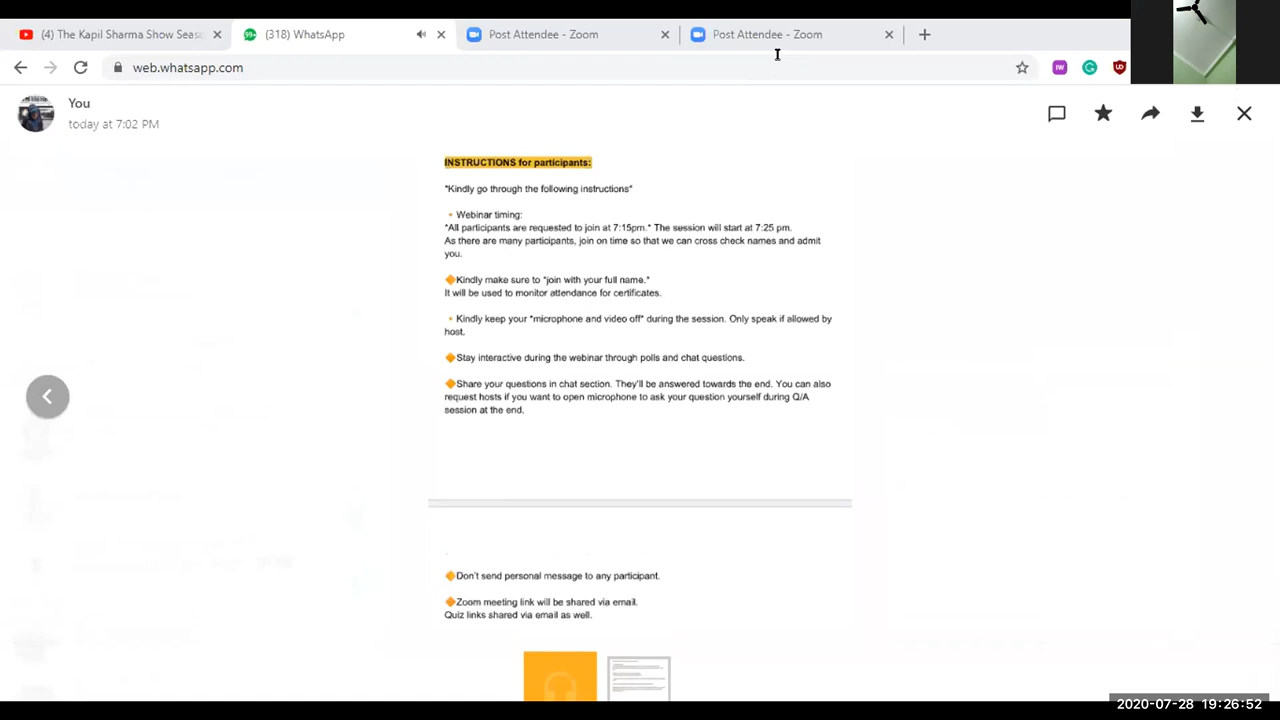 (4) The Kapil Sharma Show Seas
(318) WhatsApp
Post Attendee - Zoom
Post Attendee - Zoom
web.whatsapp.com
You
today at 7:02 PM
INSTRUCTIONS for participants:
*Kindly go through the following instructions*
🔸Webinar timing:
*All participants are requested to join at 7:15pm.* The session will start at 7:25 pm.
As there are many participants, join on time so that we can cross check names and admit
you.
🔶Kindly make sure to *join with your full name.*
It will be used to monitor attendance for certificates.
🔸Kindly keep your *microphone and video off* during the session. Only speak if allowed by
host.
🔶Stay interactive during the webinar through polls and chat questions.
🔶Share your questions in chat section. They'll be answered towards the end. You can also
request hosts if you want to open microphone to ask your question yourself during Q/A
session at the end.
🔶Don't send personal message to any participant.
🔶Zoom meeting link will be shared via email.
Quiz links shared via email as well.
2020-07-28 19:26:52